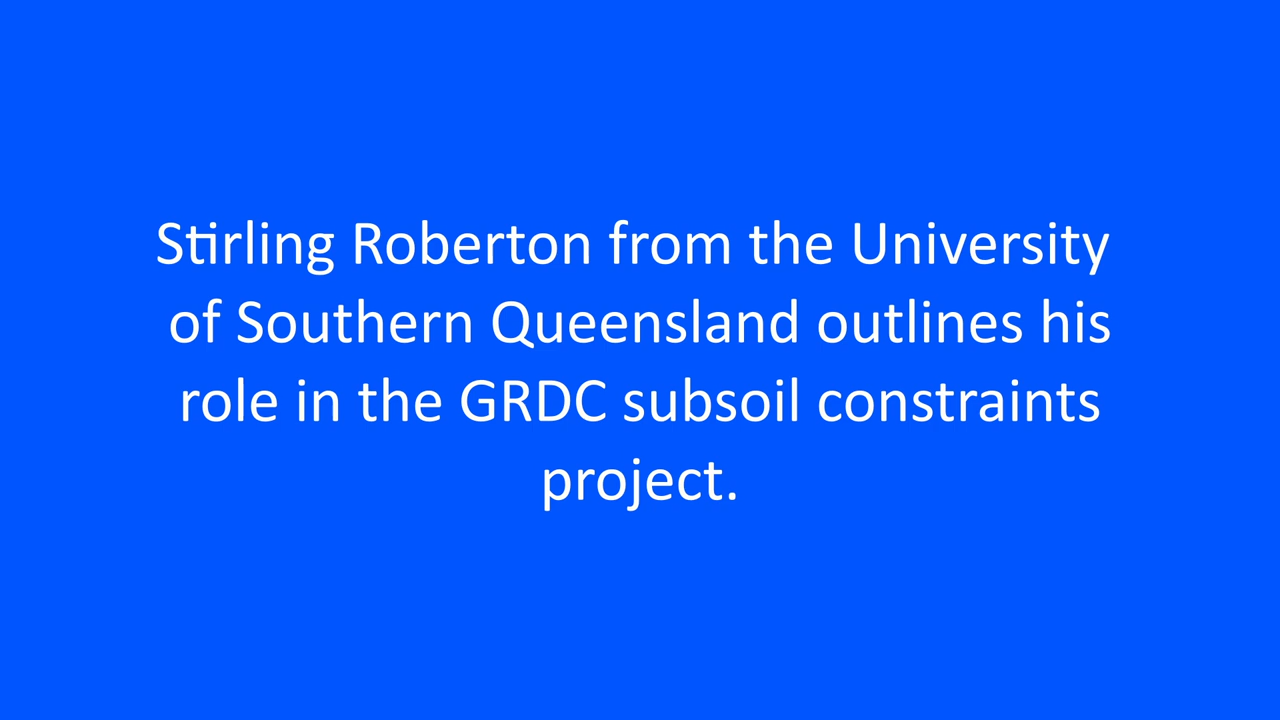 Stirling Roberton from the University
of Southern Queensland outlines his
role in the GRDC subsoil constraints
project.